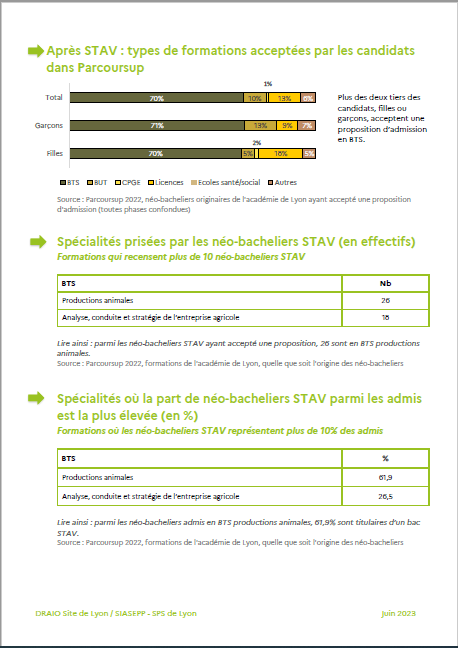 Après STAV : types de formations acceptées par les candidats
dans Parcoursup
1%
Total 70% 10% 13% 6%
Plus des deux tiers des
candidats, filles ou
garçons, acceptent une
proposition d'admission
en BTS.
Garçons 71% 13% 9% 7%
2%
Filles 70% 5% 18% 5%
BTS BUT CPGE Licences Ecoles santé/social Autres
Source : Parcoursup 2022, néo-bacheliers originaires de l'académie de Lyon ayant accepté une proposition
d'admission (toutes phases confondues)
Spécialités prisées par les néo-bacheliers STAV (en effectifs)
Formations qui recensent plus de 10 néo-bacheliers STAV
BTS Nb
Productions animales 26
Analyse, conduite et stratégie de l'entreprise agricole 18
Lire ainsi : parmi les néo-bacheliers STAV ayant accepté une proposition, 26 sont en BTS productions
animales.
Source : Parcoursup 2022, formations de l'académie de Lyon, quelle que soit l'origine des néo-bacheliers
Spécialités où la part de néo-bacheliers STAV parmi les admis
est la plus élevée (en %)
Formations où les néo-bacheliers STAV représentent plus de 10% des admis
BTS %
Productions animales 61,9
Analyse, conduite et stratégie de l'entreprise agricole 26,5
Lire ainsi : parmi les néo-bacheliers admis en BTS productions animales, 61,9% sont titulaires d'un bac
STAV.
Source : Parcoursup 2022, formations de l'académie de Lyon, quelle que soit l'origine des néo-bacheliers
DRAIO Site de Lyon / SIASEPP - SPS de Lyon Juin 2023